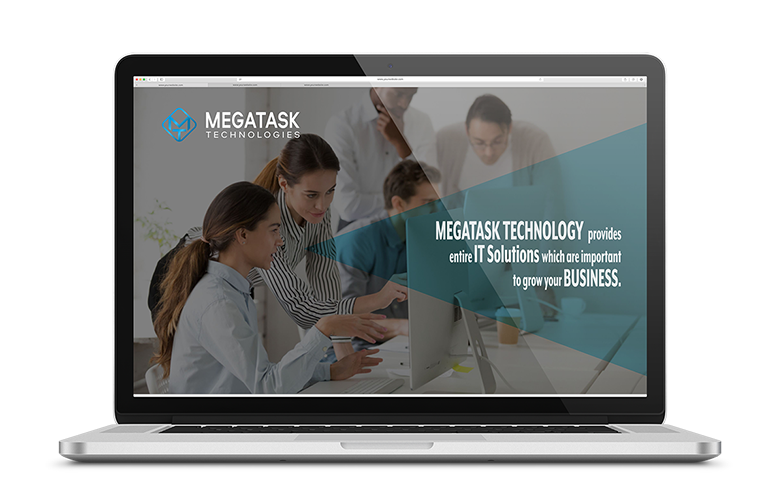 MEGATASK
TECHNOLOGIES
MEGATASK TECHNOLOGY provides
entire IT Solutions which are important
to grow your BUSINESS.